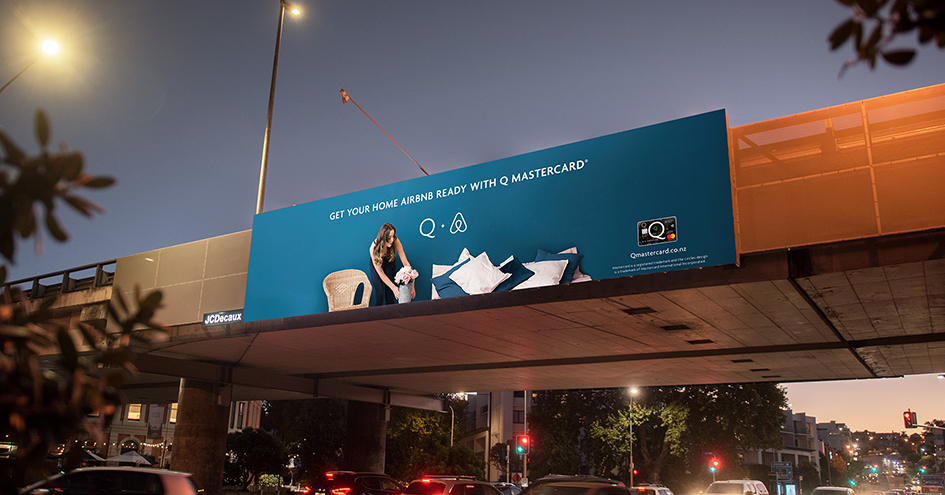 GET YOUR HOME AIRBNB READY WITH Q MASTERCARD®
Q +
Q
Qmastercard.co.nz
Mastercard is a registered trademark and the circles design
is a trademark of Mastercard International Incorporated.
JCDecaux